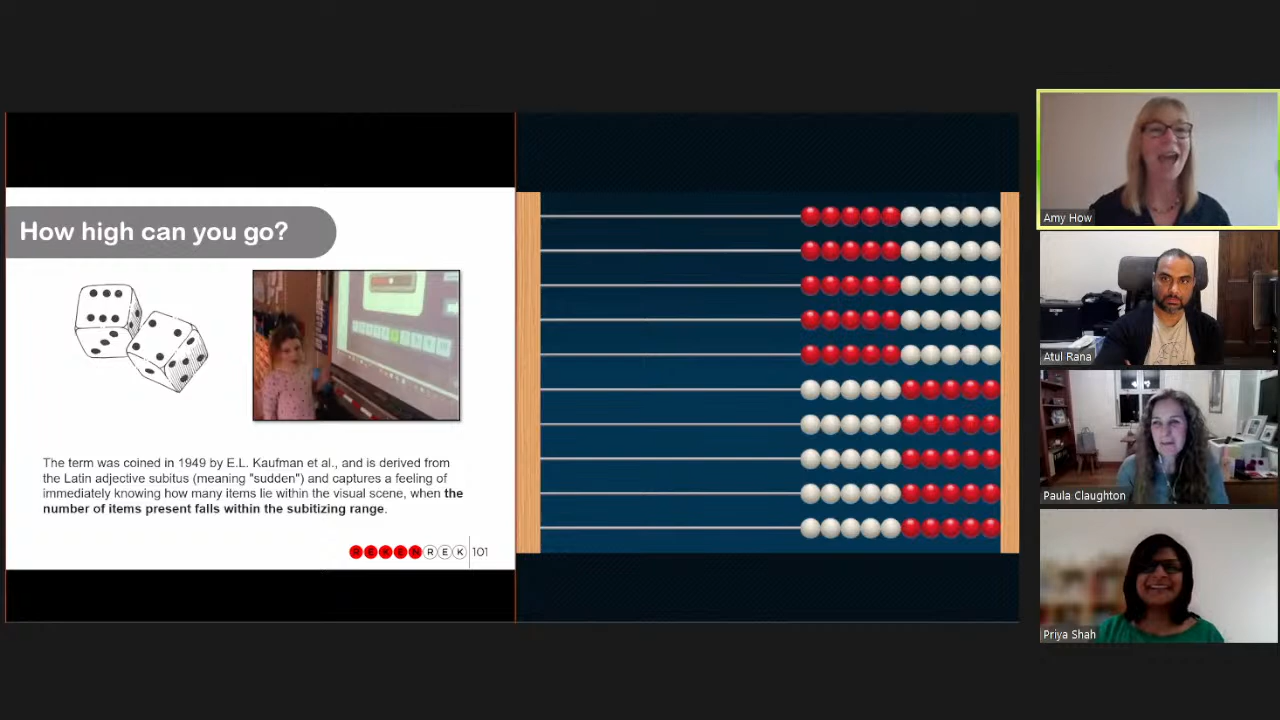 How high can you go?
The term was coined in 1949 by E.L. Kaufman et al., and is derived from
the Latin adjective subitus (meaning "sudden") and captures a feeling of
immediately knowing how many items lie within the visual scene, when the
number of items present falls within the subitizing range.
REKENREK 101
Amy How
Atul Rana
Paula Claughton
Priya Shah